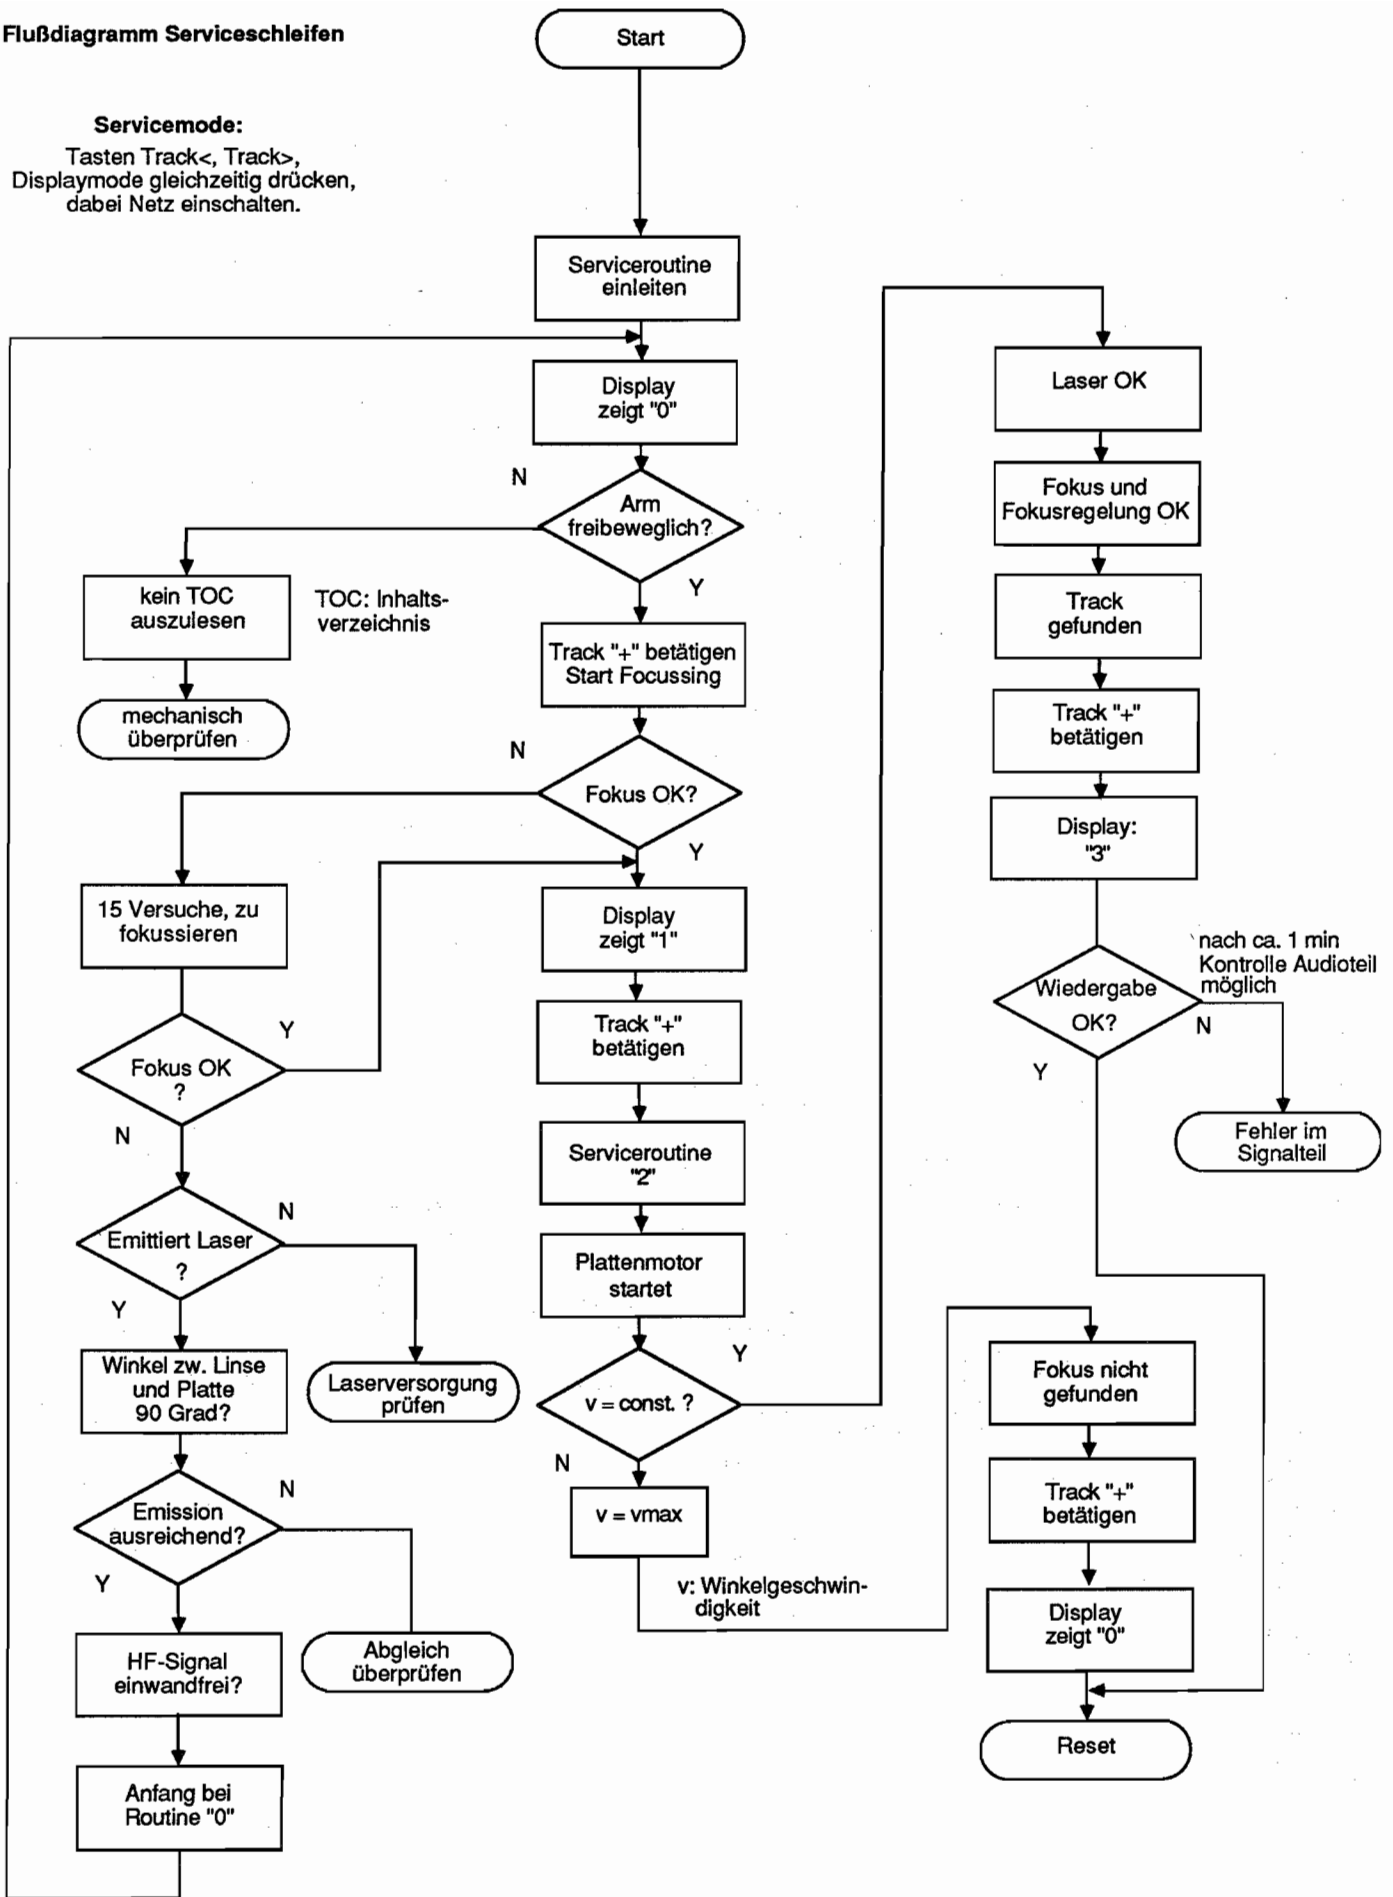 Flußdiagramm Serviceschleifen
Servicemode:
Tasten Track<, Track>,
Displaymode gleichzeitig drücken,
dabei Netz einschalten.
Start
Serviceroutine
einleiten
Display
zeigt "0"
N
Arm
freibeweglich?
Y
kein TOC
auszulesen
TOC: Inhalts-
verzeichnis
mechanisch
überprüfen
Track "+" betätigen
Start Focussing
N
Fokus OK?
Y
15 Versuche, zu
fokussieren
Fokus OK
?
Y
N
Emittiert Laser
?
N
Y
Laserversorgung
prüfen
Winkel zw. Linse
und Platte
90 Grad?
Emission
ausreichend?
N
Y
Abgleich
überprüfen
HF-Signal
einwandfrei?
Anfang bei
Routine "0"
Display
zeigt "1"
Track "+"
betätigen
Serviceroutine
"2"
Plattenmotor
startet
Y
v = const. ?
N
v = vmax
v: Winkelgeschwin-
digkeit
Laser OK
Fokus und
Fokusregelung OK
Track
gefunden
Track "+"
betätigen
Display:
"3"
nach ca. 1 min
Kontrolle Audioteil
möglich
Wiedergabe
OK?
N
Y
Fehler im
Signalteil
Fokus nicht
gefunden
Track "+"
betätigen
Display
zeigt "0"
Reset